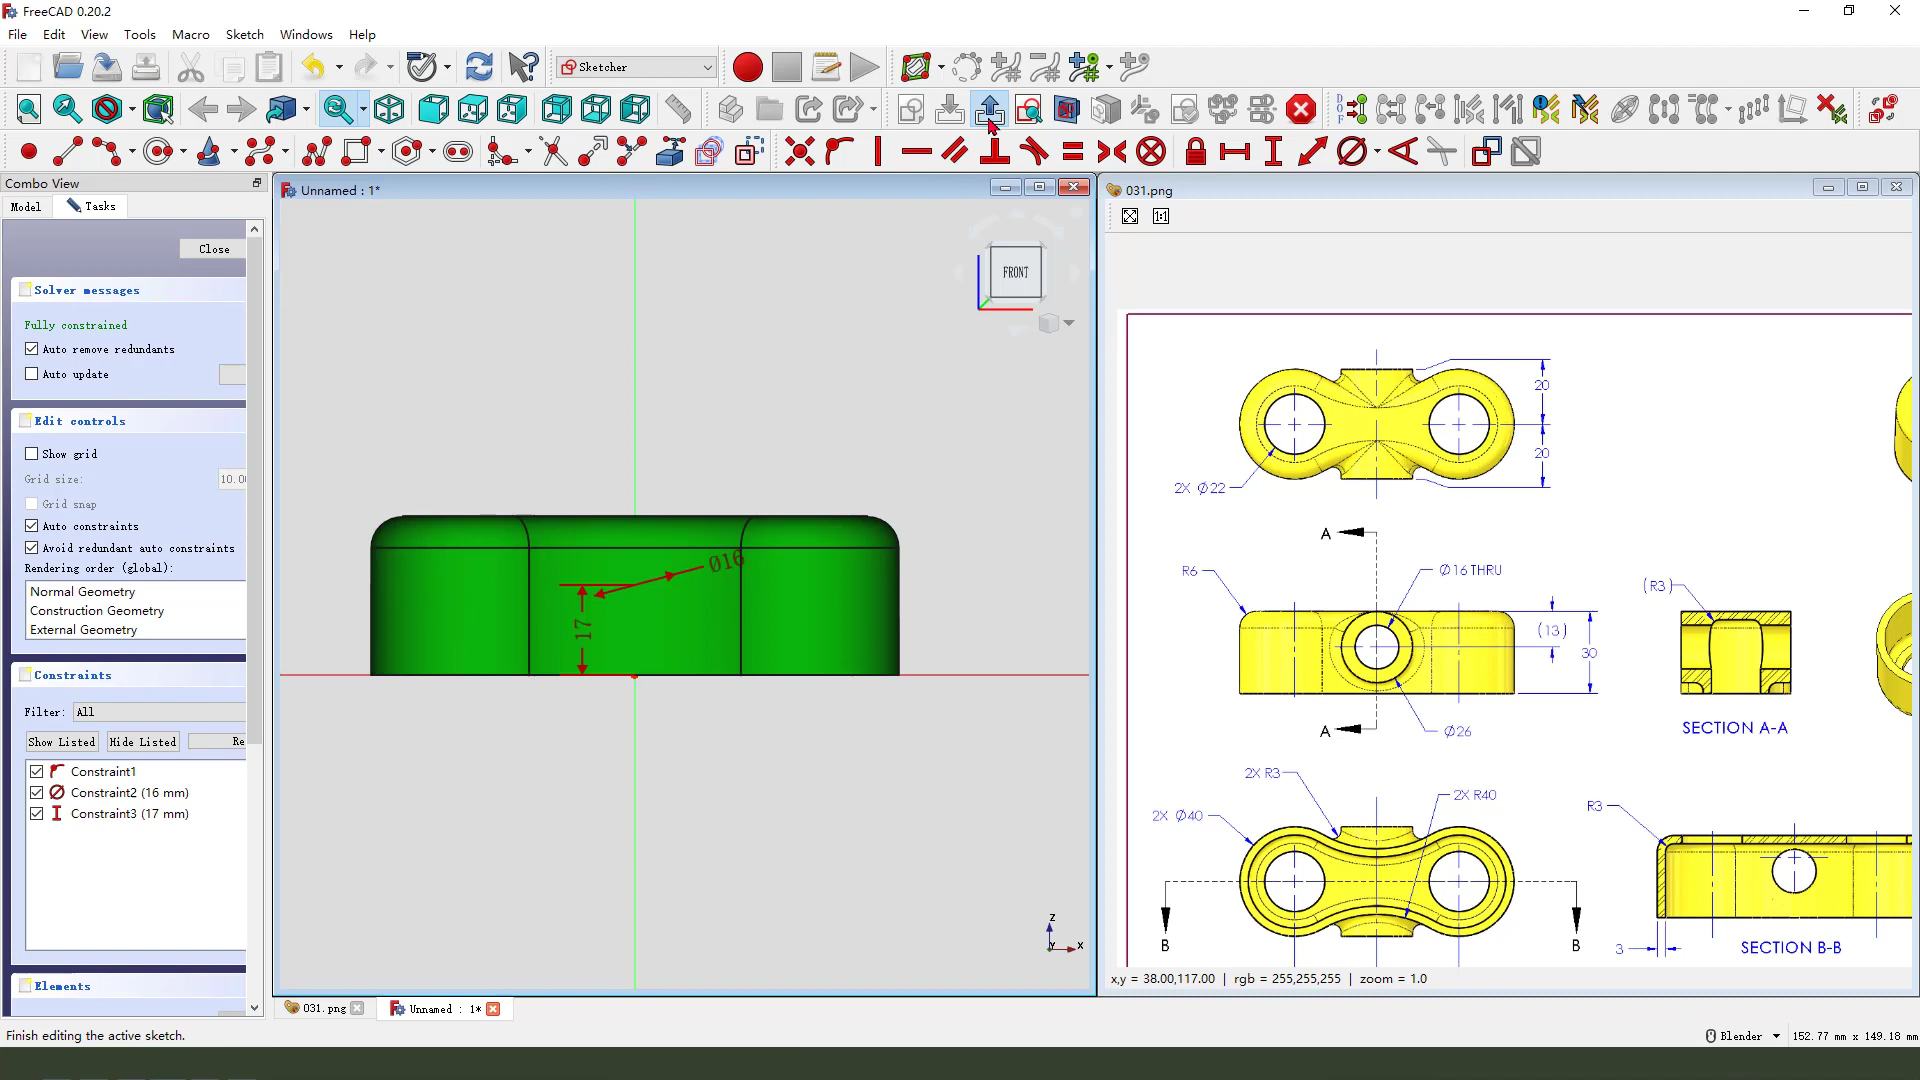 FreeCAD 0.20.2
File Edit View Tools Macro Sketch Windows Help
Sketcher
Combo View
Model Tasks
Close
Solver messages
Fully constrained
Auto remove redundants
Auto update
Edit controls
Show grid
Grid size: 10.0
Grid snap
Auto constraints
Avoid redundant auto constraints
Rendering order (global):
Normal Geometry
Construction Geometry
External Geometry
Constraints
Filter: All
Show Listed Hide Listed Re
Constraint1
Constraint2 (16 mm)
Constraint3 (17 mm)
Elements
Unnamed : 1*
FRONT
Ø16
17
Z
Y X
031.png
1:1
20
20
2X Ø22
A
R6
Ø16 THRU
(R3)
(13)
30
A
Ø26
SECTION A-A
2X R3
2X R40
2X Ø40
R3
B B
3
SECTION B-B
x,y = 38.00,117.00 | rgb = 255,255,255 | zoom = 1.0
031.png Unnamed : 1*
Finish editing the active sketch.
Blender 152.77 mm x 149.18 mm